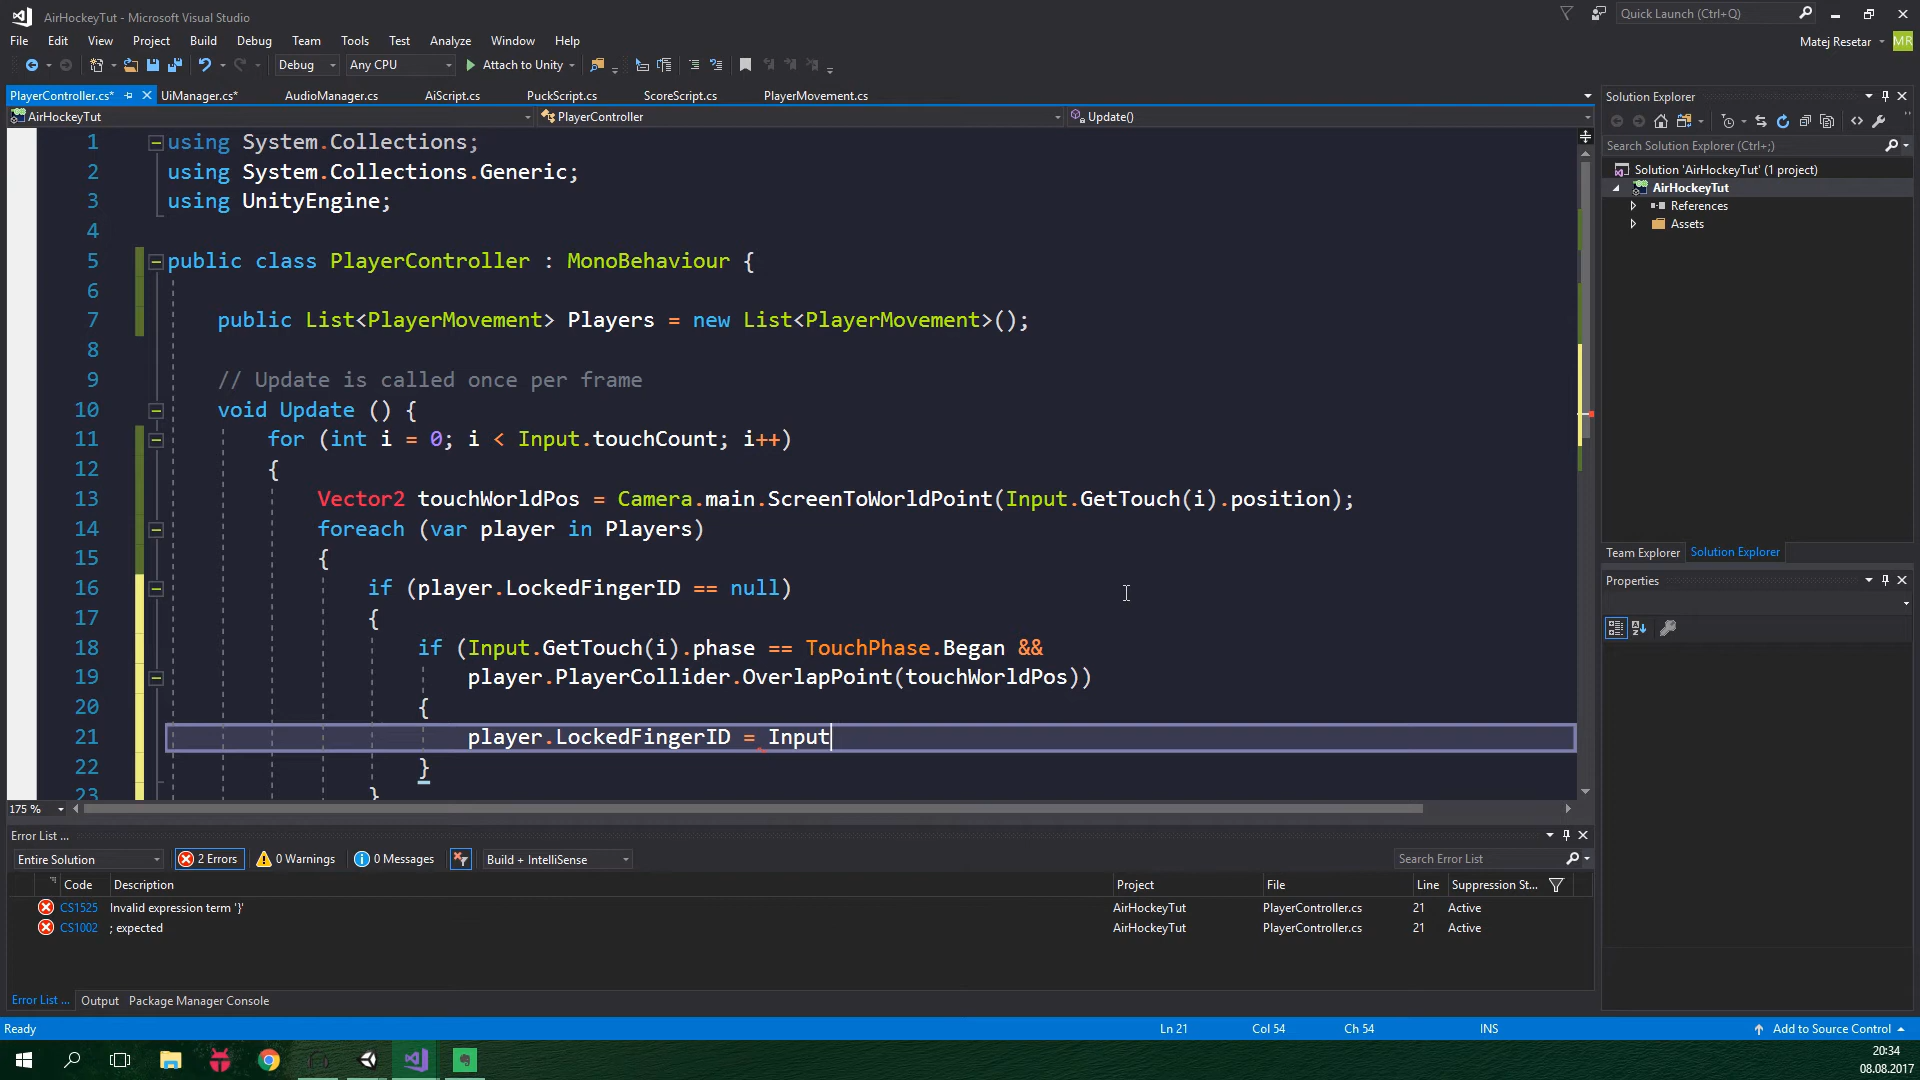 AirHockeyTut - Microsoft Visual Studio
Quick Launch (Ctrl+Q)
File Edit View Project Build Debug Team Tools Test Analyze Window Help
Matej Resetar MR
Debug Any CPU Attach to Unity
PlayerController.cs* UiManager.cs* AudioManager.cs AiScript.cs PuckScript.cs ScoreScript.cs PlayerMovement.cs
AirHockeyTut PlayerController Update()
1 using System.Collections;
2 using System.Collections.Generic;
3 using UnityEngine;
4
5 public class PlayerController : MonoBehaviour {
6
7 public List<PlayerMovement> Players = new List<PlayerMovement>();
8
9 // Update is called once per frame
10 void Update () {
11 for (int i = 0; i < Input.touchCount; i++)
12 {
13 Vector2 touchWorldPos = Camera.main.ScreenToWorldPoint(Input.GetTouch(i).position);
14 foreach (var player in Players)
15 {
16 if (player.LockedFingerID == null)
17 {
18 if (Input.GetTouch(i).phase == TouchPhase.Began &&
19 player.PlayerCollider.OverlapPoint(touchWorldPos))
20 {
21 player.LockedFingerID = Input
22 }
23 }
175 %
Solution Explorer
Search Solution Explorer (Ctrl+;)
Solution 'AirHockeyTut' (1 project)
AirHockeyTut
References
Assets
Team Explorer Solution Explorer
Properties
Error List ...
Entire Solution 2 Errors 0 Warnings 0 Messages Build + IntelliSense Search Error List
Code Description Project File Line Suppression St...
CS1525 Invalid expression term '}' AirHockeyTut PlayerController.cs 21 Active
CS1002 ; expected AirHockeyTut PlayerController.cs 21 Active
Error List ... Output Package Manager Console
Ready Ln 21 Col 54 Ch 54 INS Add to Source Control
20:34
08.08.2017